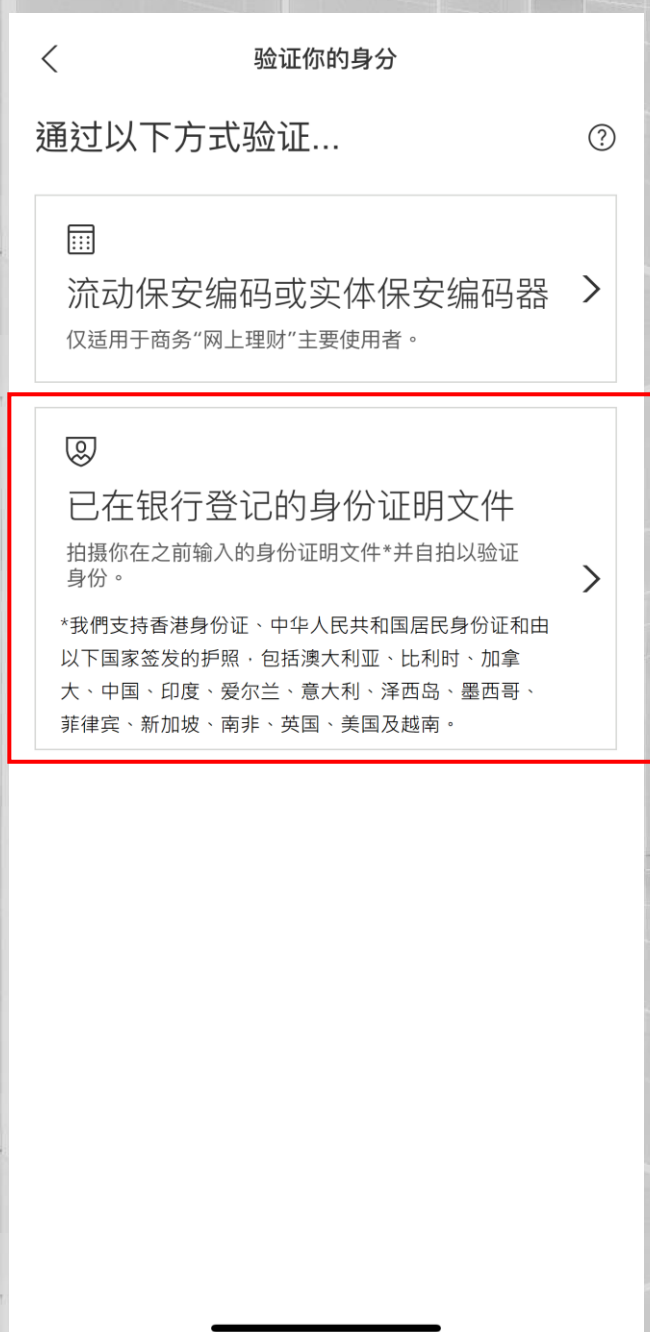 验证你的身分
通过以下方式验证...
流动保安编码或实体保安编码器
仅适用于商务“网上理财”主要使用者。
已在银行登记的身份证明文件
拍摄你在之前输入的身份证明文件*并自拍以验证
身份。
*我們支持香港身份证、中华人民共和国居民身份证和由
以下国家签发的护照，包括澳大利亚、比利时、加拿
大、中国、印度、爱尔兰、意大利、泽西岛、墨西哥、
菲律宾、新加坡、南非、英国、美国及越南。